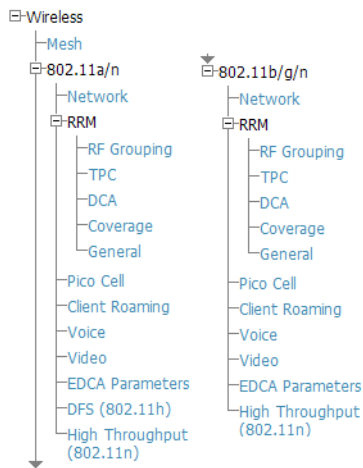 Wireless
Mesh
802.11a/n
Network
RRM
RF Grouping
TPC
DCA
Coverage
General
Pico Cell
Client Roaming
Voice
Video
EDCA Parameters
DFS (802.11h)
High Throughput
(802.11n)
802.11b/g/n
Network
RRM
RF Grouping
TPC
DCA
Coverage
General
Pico Cell
Client Roaming
Voice
Video
EDCA Parameters
High Throughput
(802.11n)